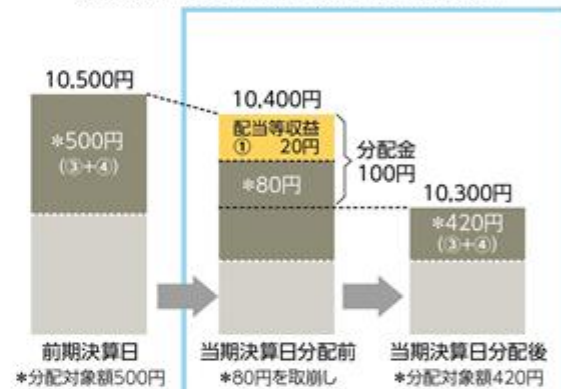 10,500円
*500円
(③+④)
10,400円
配当等収益
① 20円
*80円
分配金
100円
10,300円
*420円
(③+④)
前期決算日
*分配対象額500円
当期決算日分配前
*80円を取崩し
当期決算日分配後
*分配対象額420円